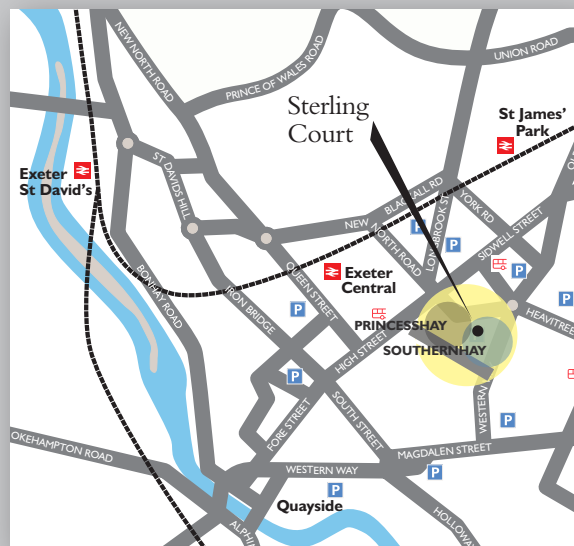 NEW NORTH ROAD
PRINCE OF WALES ROAD
UNION ROAD
Sterling
Court
St James'
Park
Exeter
St David's
ST DAVIDS HILL
BLACKALL RD
YORK RD
NEW
NORTH ROAD
LONGBROOK ST
SIDWELL STREET
QUEEN STREET
Exeter
Central
BONHAY ROAD
IRON BRIDGE
P
P
P
P
P
PRINCESSHAY
HEAVITREE
HIGH STREET
SOUTHERNHAY
P
WESTERN
P
FORE STREET
SOUTH STREET
OKEHAMPTON ROAD
MAGDALEN STREET
WESTERN WAY
P
P
Quayside
HOLLOWAY
ALPHIN